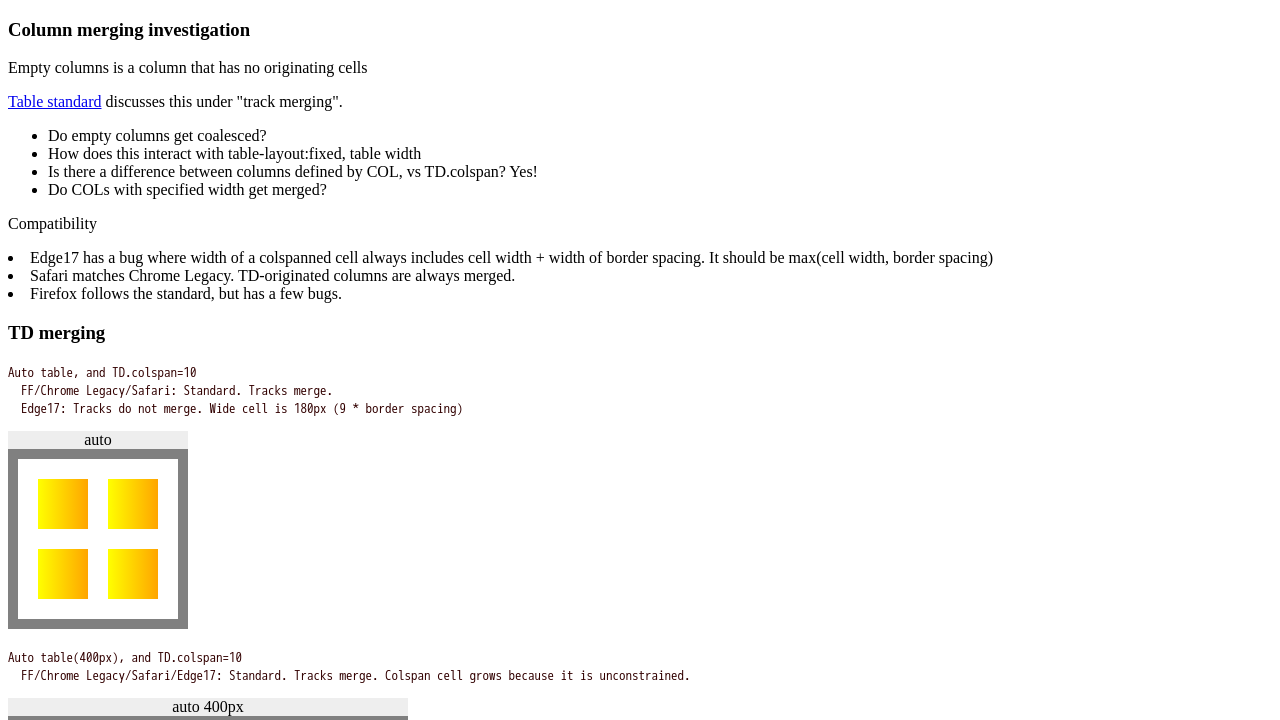 Column merging investigation
Empty columns is a column that has no originating cells
Table standard discusses this under "track merging".
Do empty columns get coalesced?
How does this interact with table-layout:fixed, table width
Is there a difference between columns defined by COL, vs TD.colspan? Yes!
Do COLs with specified width get merged?
Compatibility
Edge17 has a bug where width of a colspanned cell always includes cell width + width of border spacing. It should be max(cell width, border spacing)
Safari matches Chrome Legacy. TD-originated columns are always merged.
Firefox follows the standard, but has a few bugs.
TD merging
Auto table, and TD.colspan=10
FF/Chrome Legacy/Safari: Standard. Tracks merge.
Edge17: Tracks do not merge. Wide cell is 180px (9 * border spacing)
auto
Auto table(400px), and TD.colspan=10
FF/Chrome Legacy/Safari/Edge17: Standard. Tracks merge. Colspan cell grows because it is unconstrained.
auto 400px